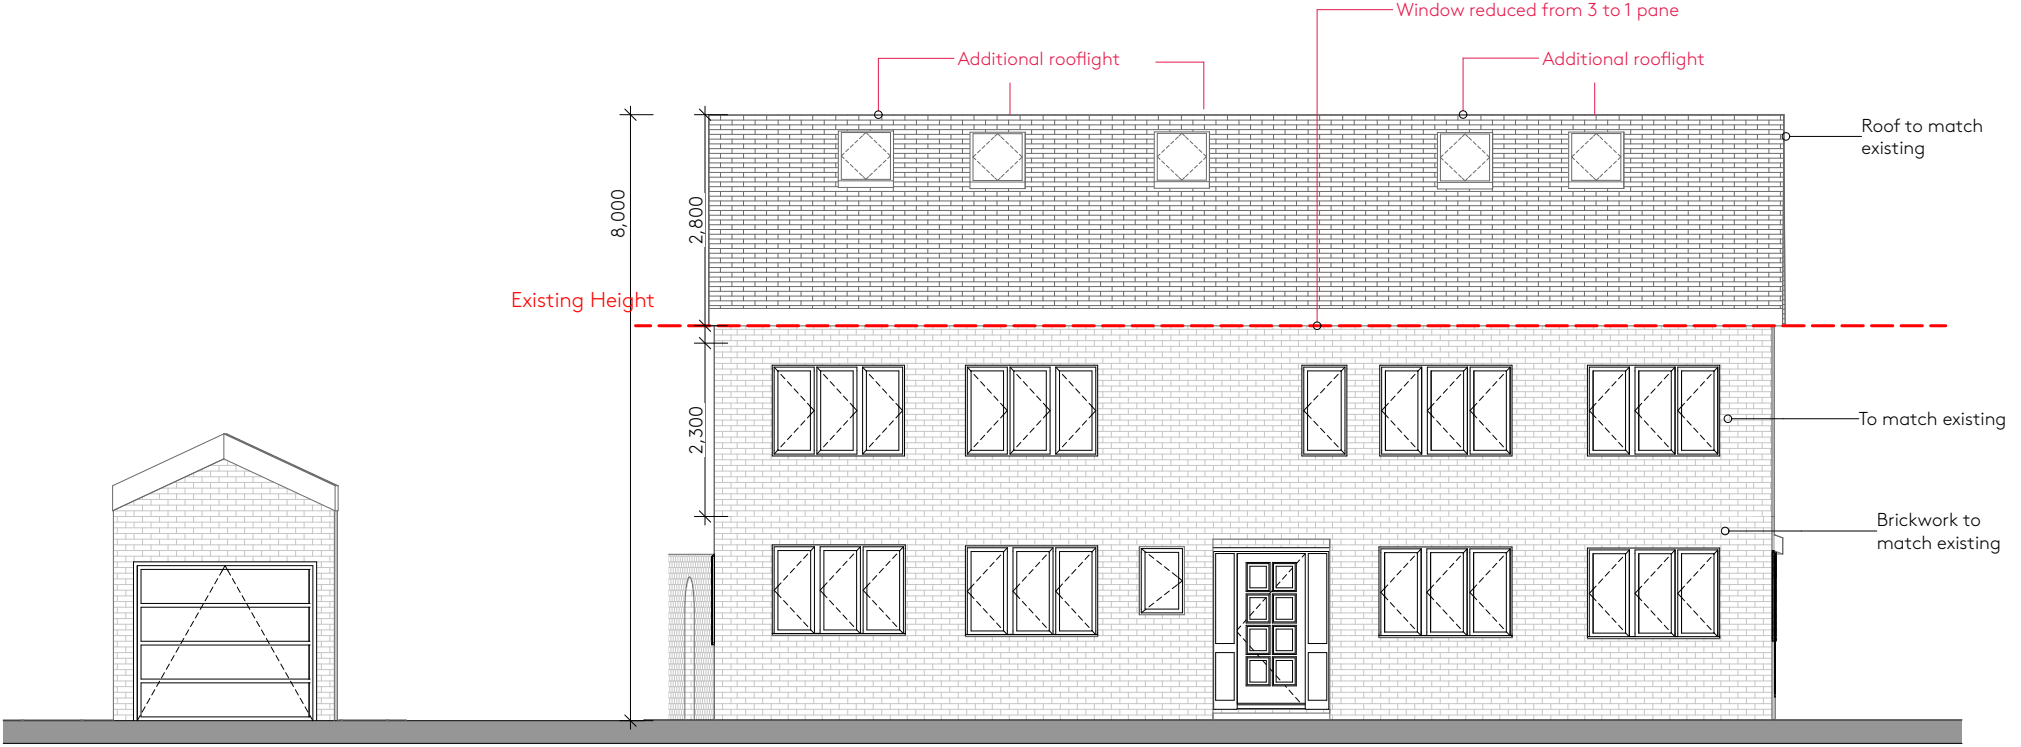 Window reduced from 3 to 1 pane
Additional rooflight
Additional rooflight
Roof to match
existing
8,000
2,800
Existing Height
2,300
To match existing
Brickwork to
match existing